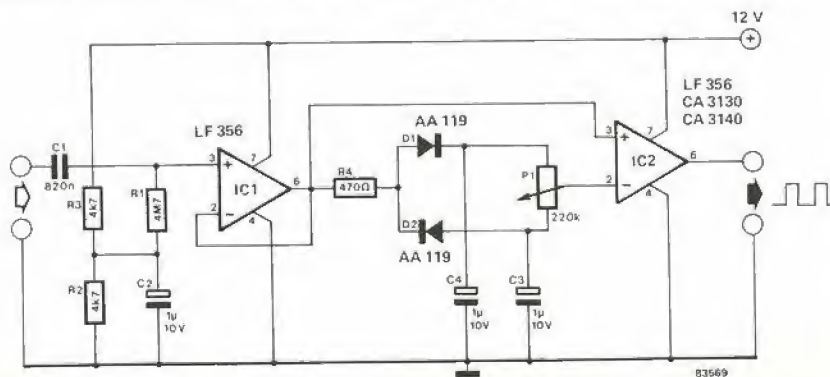 12 V
+
LF 356
CA 3130
CA 3140
LF 356
AA 119
C1
820n
3
+
7
IC1
6
2
-
4
R3
4k7
R1
4M7
R4
470Ω
D1
D2
AA 119
P1
220k
3
+
7
IC2
6
2
-
4
R2
4k7
C2
1μ
10V
C4
1μ
10V
C3
1μ
10V
83569